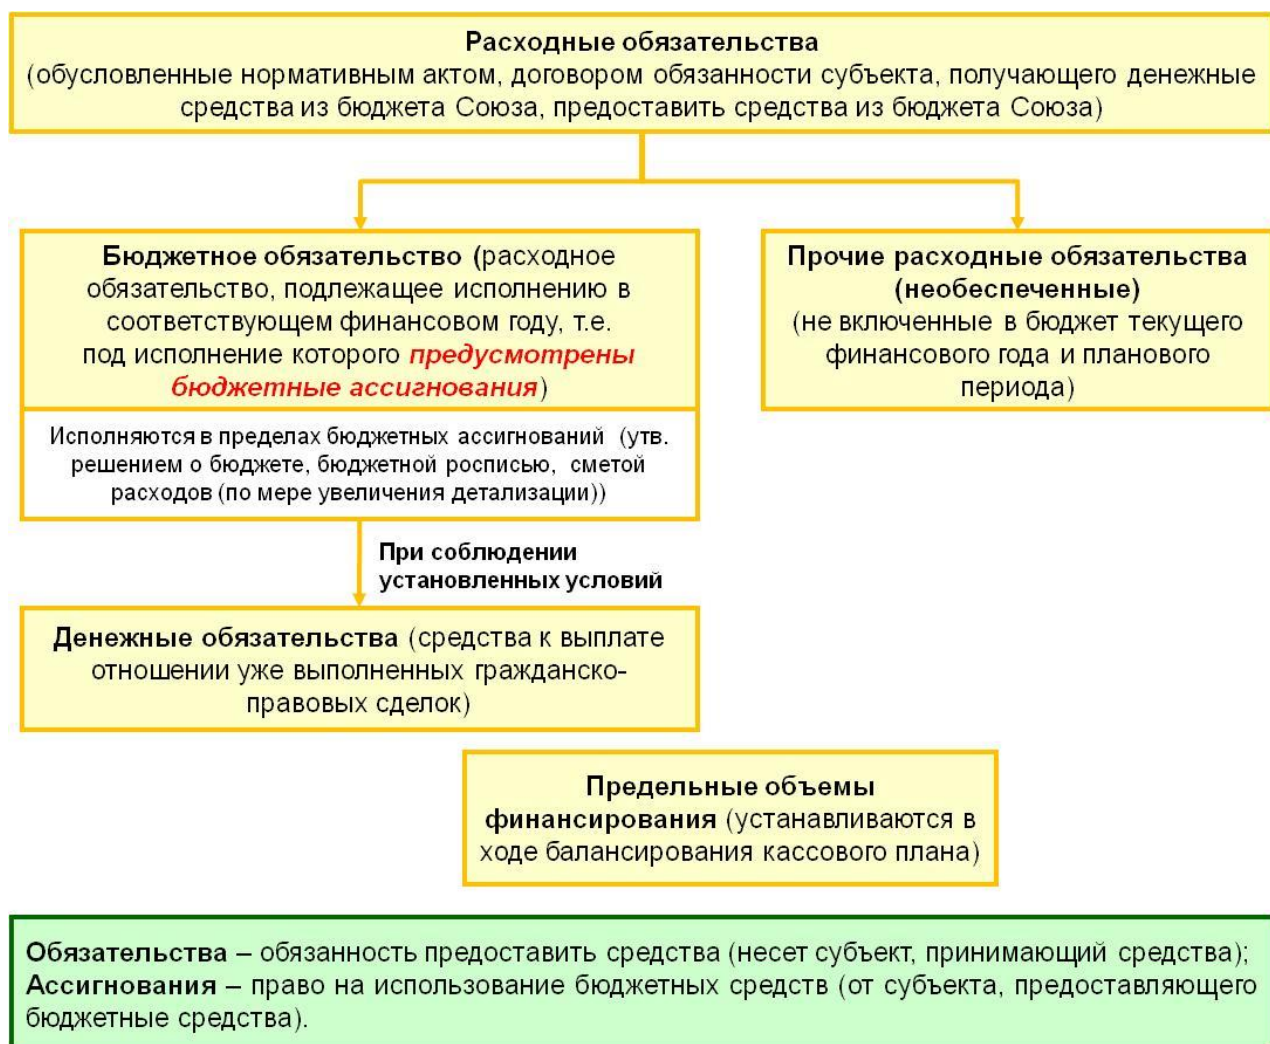 Расходные обязательства
(обусловленные нормативным актом, договором обязанности субъекта, получающего денежные
средства из бюджета Союза, предоставить средства из бюджета Союза)
Бюджетное обязательство (расходное
обязательство, подлежащее исполнению в
соответствующем финансовом году, т.е.
под исполнение которого предусмотрены
бюджетные ассигнования)
Исполняются в пределах бюджетных ассигнований (утв.
решением о бюджете, бюджетной росписью, сметой
расходов (по мере увеличения детализации))
Прочие расходные обязательства
(необеспеченные)
(не включенные в бюджет текущего
финансового года и планового
периода)
При соблюдении
установленных условий
Денежные обязательства (средства к выплате
отношении уже выполненных гражданско-
правовых сделок)
Предельные объемы
финансирования (устанавливаются в
ходе балансирования кассового плана)
Обязательства – обязанность предоставить средства (несет субъект, принимающий средства);
Ассигнования – право на использование бюджетных средств (от субъекта, предоставляющего
бюджетные средства).